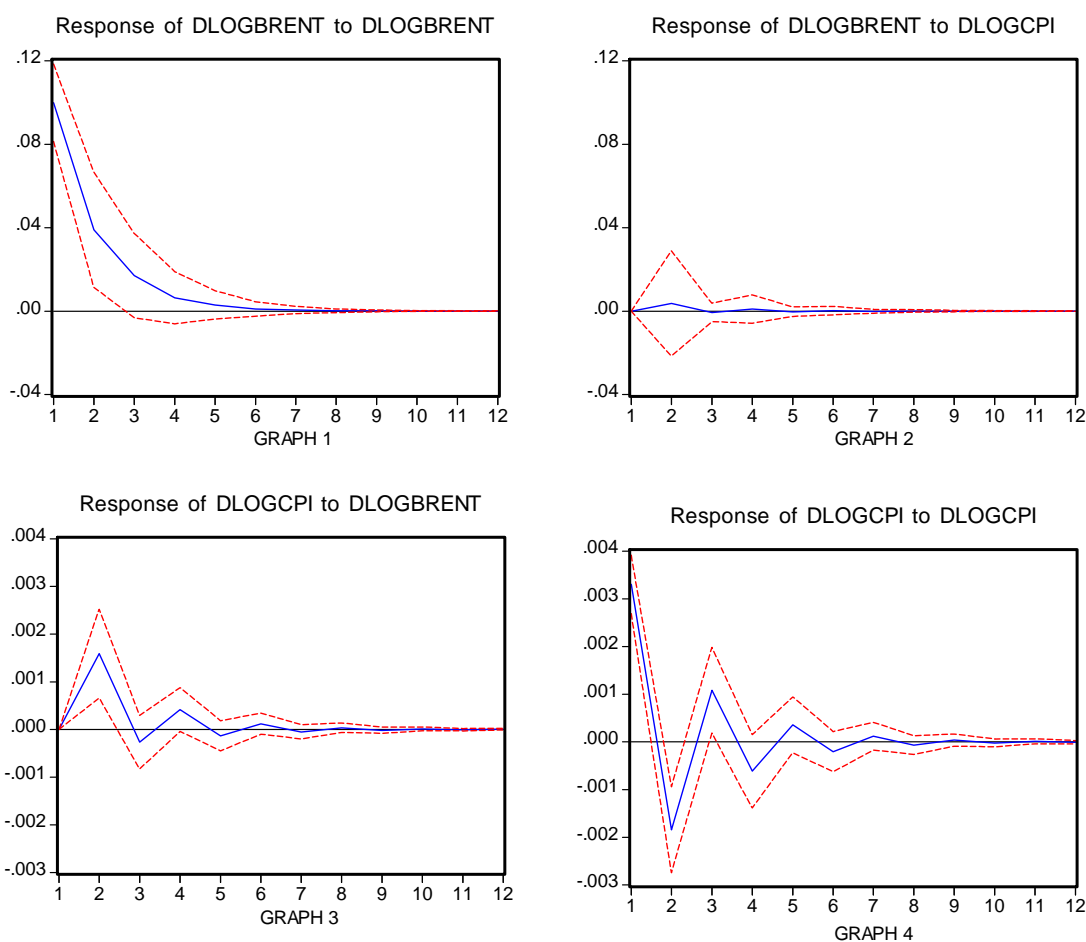 Response of DLOGBRENT to DLOGBRENT
.12
.08
.04
.00
-.04
1 2 3 4 5 6 7 8 9 10 11 12
GRAPH 1
Response of DLOGBRENT to DLOGCPI
.12
.08
.04
.00
-.04
1 2 3 4 5 6 7 8 9 10 11 12
GRAPH 2
Response of DLOGCPI to DLOGBRENT
.004
.003
.002
.001
.000
-.001
-.002
-.003
1 2 3 4 5 6 7 8 9 10 11 12
GRAPH 3
Response of DLOGCPI to DLOGCPI
.004
.003
.002
.001
.000
-.001
-.002
-.003
1 2 3 4 5 6 7 8 9 10 11 12
GRAPH 4